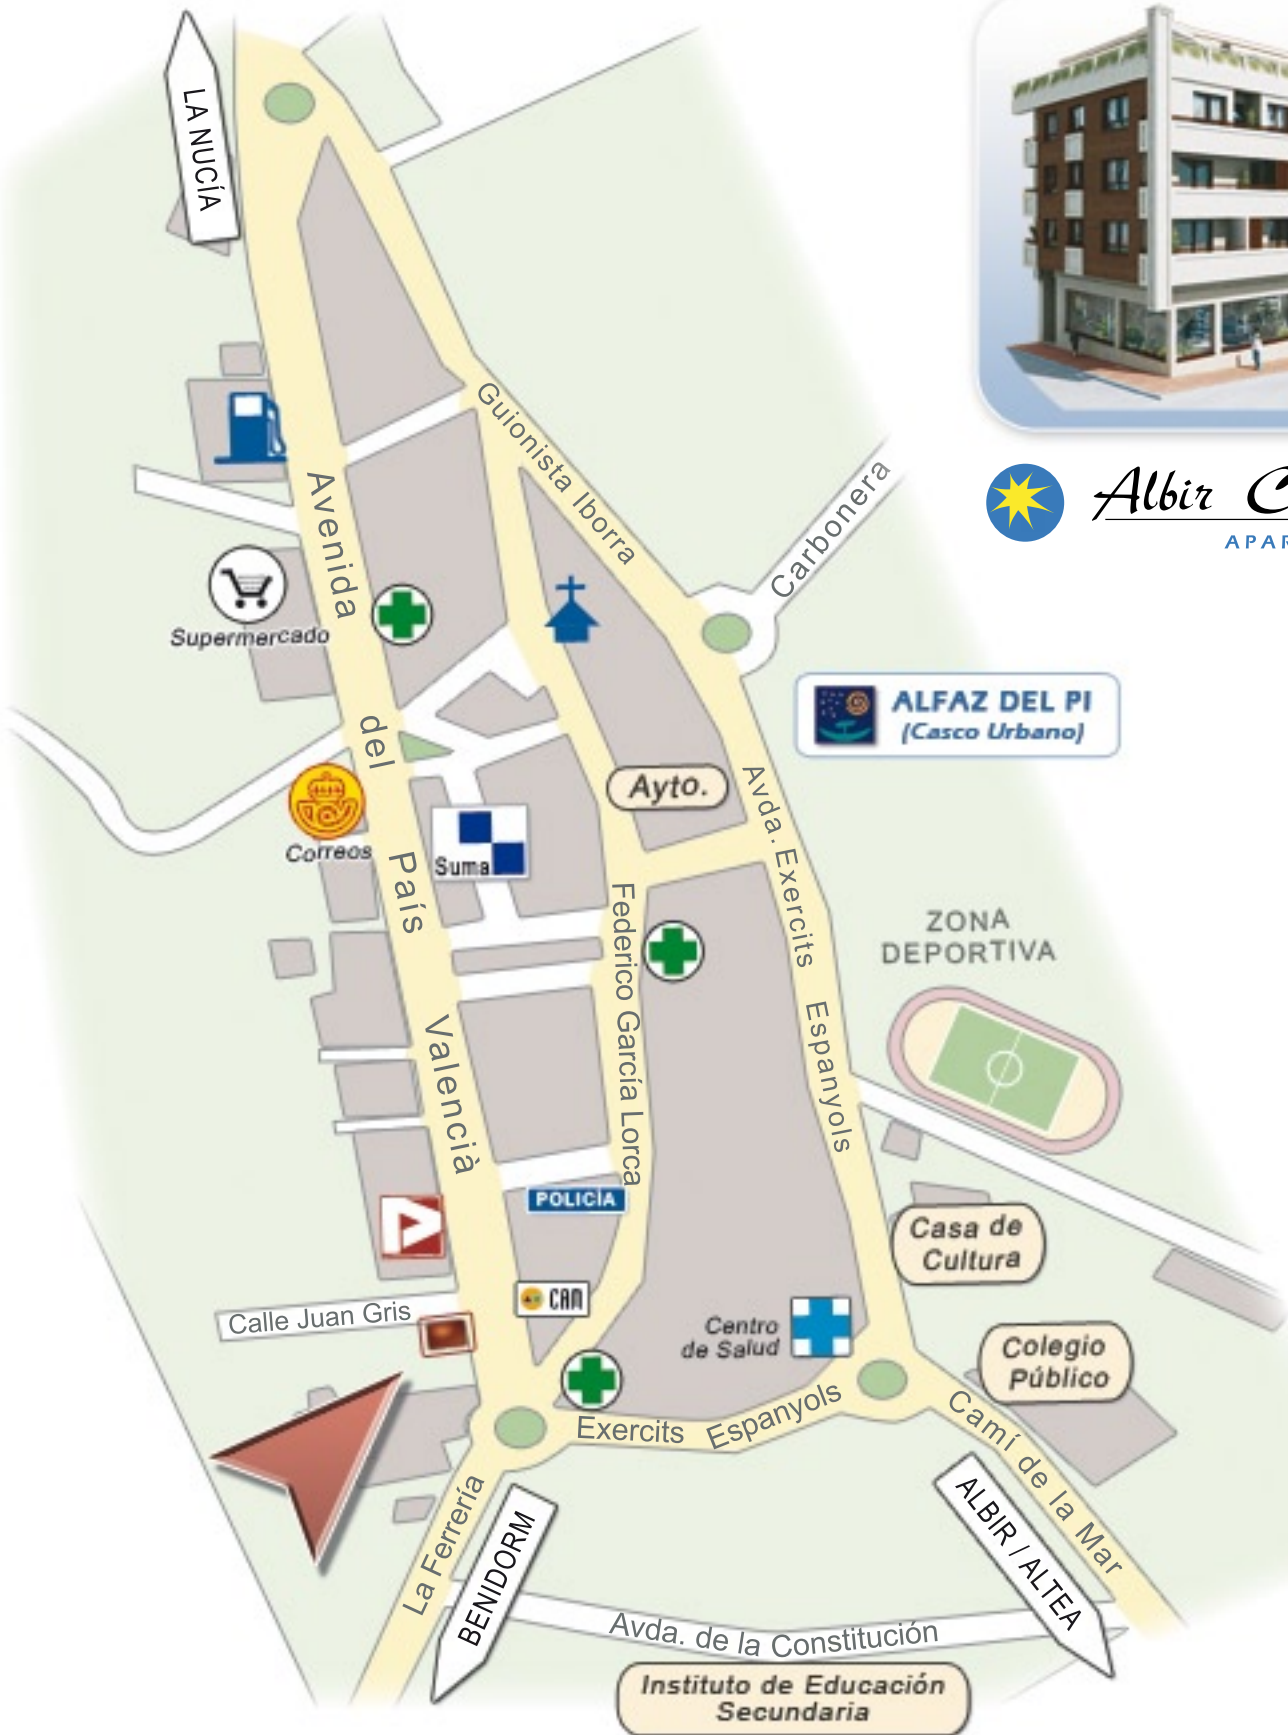 LA NUCÍA
Guionista Iborra
Avenida
Carbonera
Albir
Supermercado
ALFAZ DEL PI
(Casco Urbano)
del
Ayto.
Avda. Exercits Espanyols
Correos
Suma
País
Federico García Lorca
ZONA
DEPORTIVA
Valencià
POLICÍA
Casa de
Cultura
CAM
Calle Juan Gris
Centro
de Salud
Colegio
Público
Exercits Espanyols
Camí de la Mar
La Ferrería
BENIDORM
ALBIR / ALTEA
Avda. de la Constitución
Instituto de Educación
Secundaria